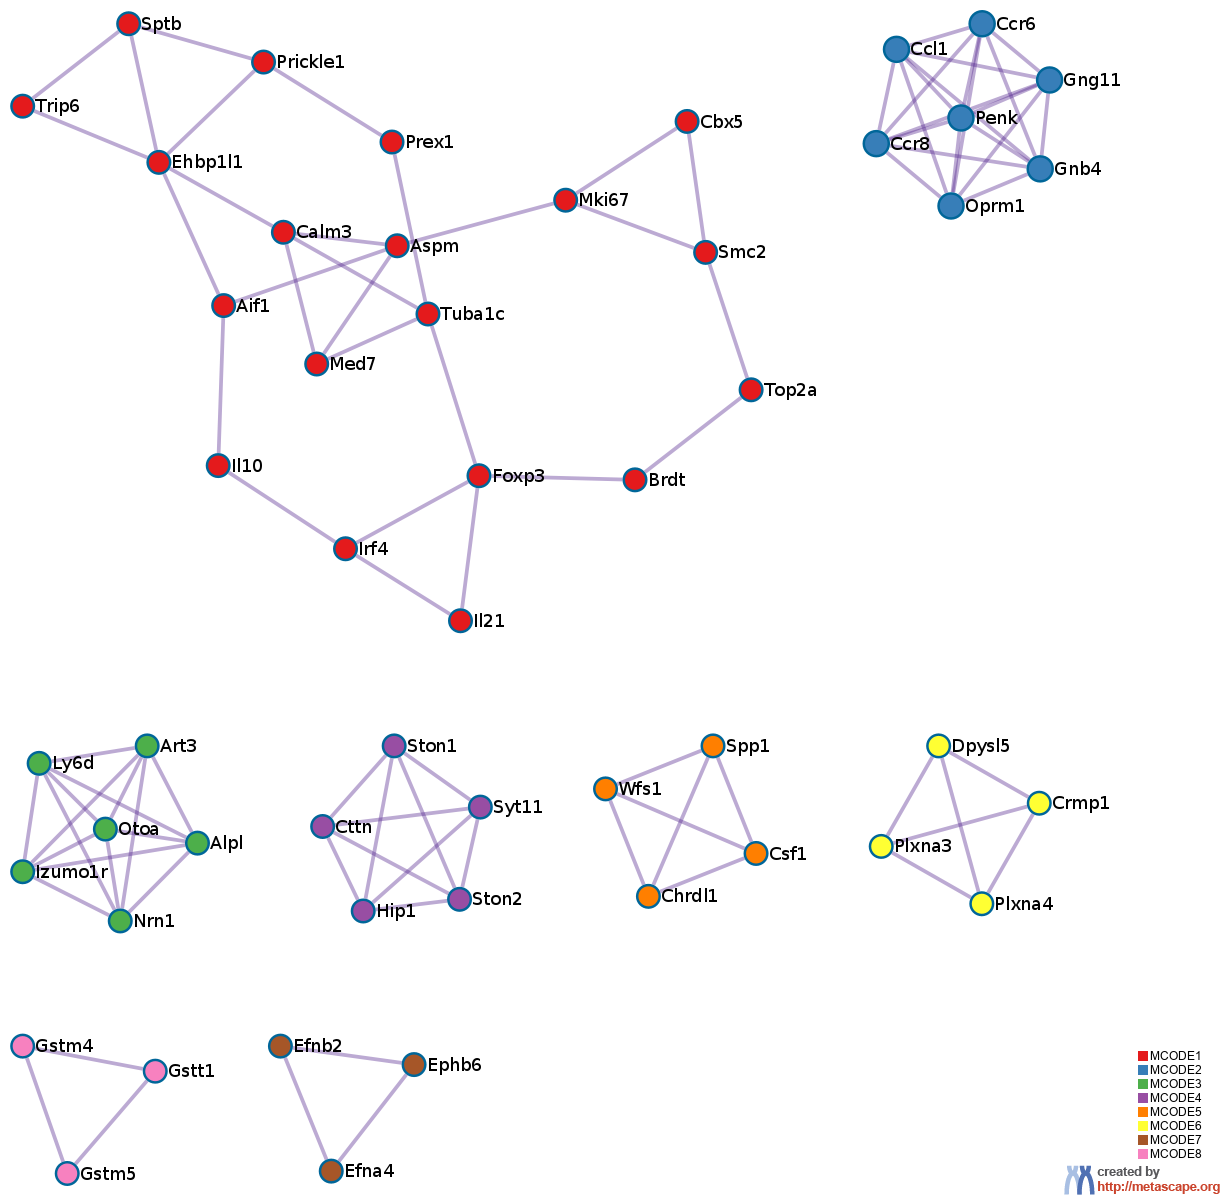 Sptb
Prickle1
Trip6
Prex1
Ehbp1l1
Cbx5
Mki67
Calm3
Aspm
Smc2
Aif1
Tuba1c
Med7
Top2a
Il10
Foxp3
Brdt
Irf4
Il21
Ccr6
Ccl1
Gng11
Penk
Ccr8
Gnb4
Oprm1
Art3
Ly6d
Otoa
Alpl
Izumo1r
Nrn1
Ston1
Syt11
Cttn
Ston2
Hip1
Spp1
Wfs1
Csf1
Chrdl1
Dpysl5
Crmp1
Plxna3
Plxna4
Gstm4
Gstt1
Gstm5
Efnb2
Ephb6
Efna4
MCODE1
MCODE2
MCODE3
MCODE4
MCODE5
MCODE6
MCODE7
MCODE8
created by
http://metascape.org